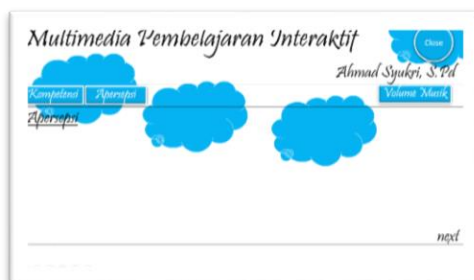 Multimedia Pembelajaran Interaktif
Close
Ahmad Syukri, S.Pd
Kompetensi Apersepsi Volume Musik
Apersepsi
next